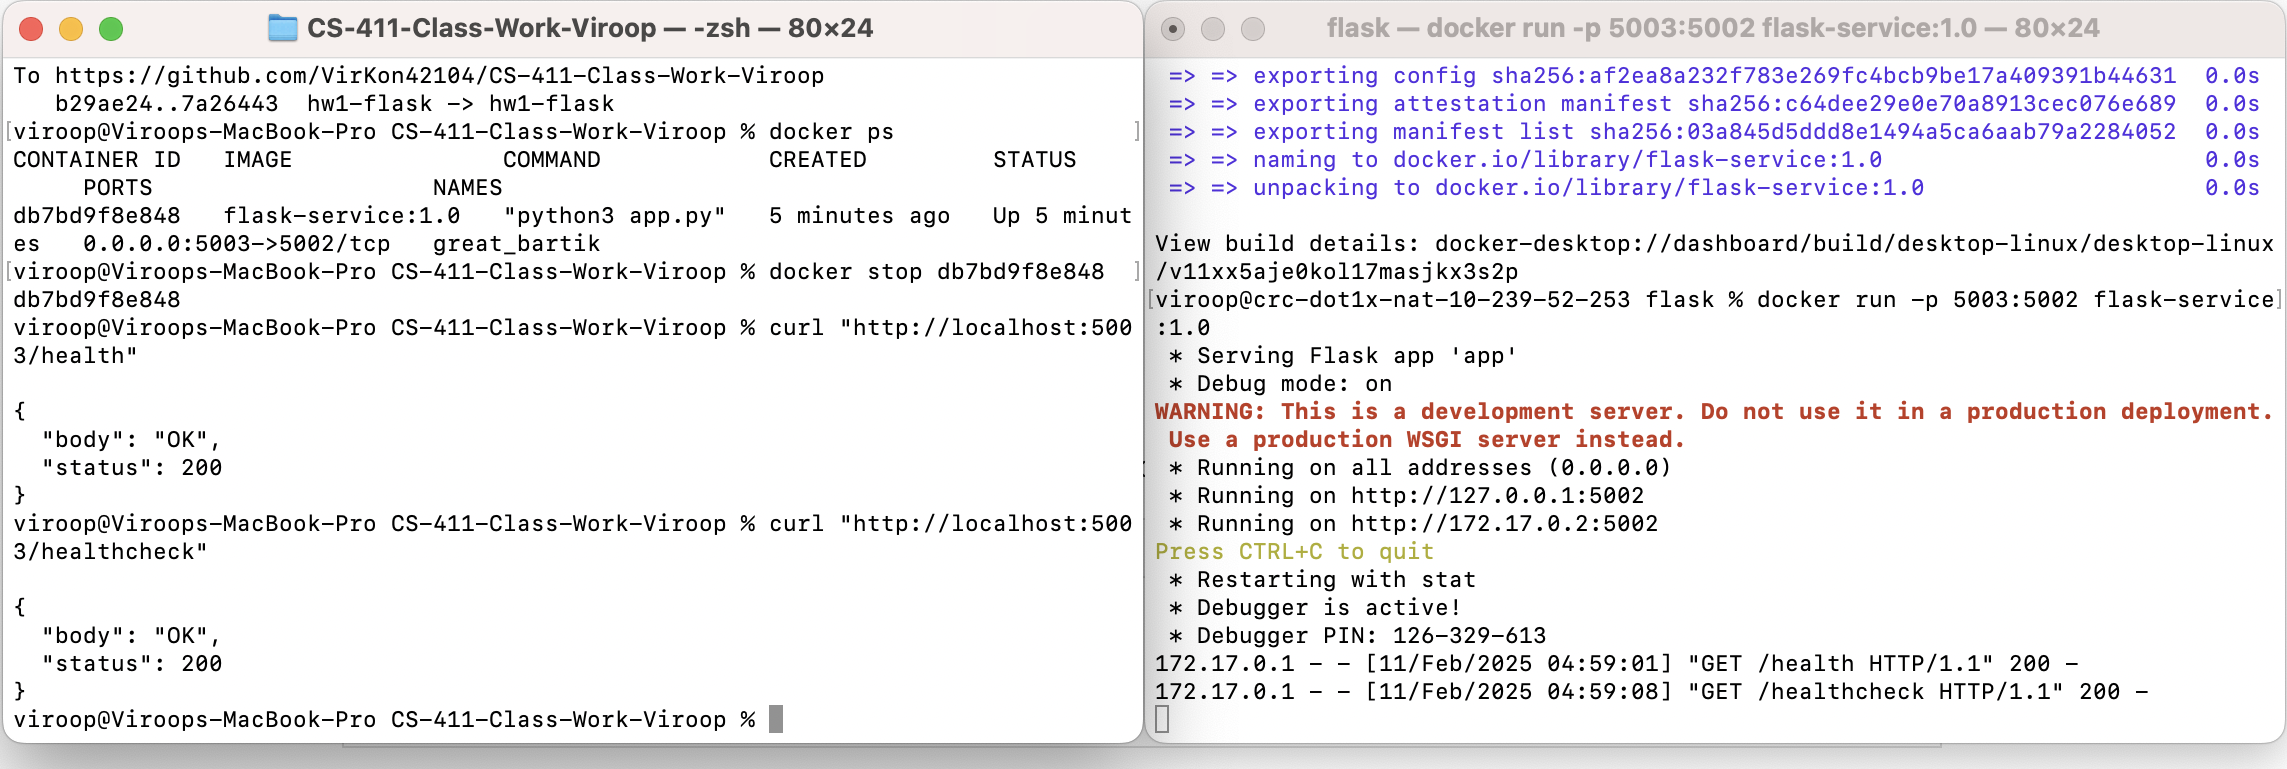 CS-411-Class-Work-Viroop — -zsh — 80×24
To https://github.com/VirKon42104/CS-411-Class-Work-Viroop
   b29ae24..7a26443  hw1-flask -> hw1-flask
[viroop@Viroops-MacBook-Pro CS-411-Class-Work-Viroop % docker ps                 ]
CONTAINER ID   IMAGE               COMMAND            CREATED         STATUS
     PORTS                    NAMES
db7bd9f8e848   flask-service:1.0   "python3 app.py"   5 minutes ago   Up 5 minut
es   0.0.0.0:5003->5002/tcp   great_bartik
[viroop@Viroops-MacBook-Pro CS-411-Class-Work-Viroop % docker stop db7bd9f8e848  ]
db7bd9f8e848
viroop@Viroops-MacBook-Pro CS-411-Class-Work-Viroop % curl "http://localhost:500
3/health"
{
  "body": "OK",
  "status": 200
}
viroop@Viroops-MacBook-Pro CS-411-Class-Work-Viroop % curl "http://localhost:500
3/healthcheck"
{
  "body": "OK",
  "status": 200
}
viroop@Viroops-MacBook-Pro CS-411-Class-Work-Viroop %
flask — docker run -p 5003:5002 flask-service:1.0 — 80×24
 => => exporting config sha256:af2ea8a232f783e269fc4bcb9be17a409391b44631  0.0s
 => => exporting attestation manifest sha256:c64dee29e0e70a8913cec076e689  0.0s
 => => exporting manifest list sha256:03a845d5ddd8e1494a5ca6aab79a2284052  0.0s
 => => naming to docker.io/library/flask-service:1.0                       0.0s
 => => unpacking to docker.io/library/flask-service:1.0                    0.0s
View build details: docker-desktop://dashboard/build/desktop-linux/desktop-linux
/v11xx5aje0kol17masjkx3s2p
[viroop@crc-dot1x-nat-10-239-52-253 flask % docker run -p 5003:5002 flask-service]
:1.0
 * Serving Flask app 'app'
 * Debug mode: on
WARNING: This is a development server. Do not use it in a production deployment.
 Use a production WSGI server instead.
 * Running on all addresses (0.0.0.0)
 * Running on http://127.0.0.1:5002
 * Running on http://172.17.0.2:5002
Press CTRL+C to quit
 * Restarting with stat
 * Debugger is active!
 * Debugger PIN: 126-329-613
172.17.0.1 - - [11/Feb/2025 04:59:01] "GET /health HTTP/1.1" 200 -
172.17.0.1 - - [11/Feb/2025 04:59:08] "GET /healthcheck HTTP/1.1" 200 -